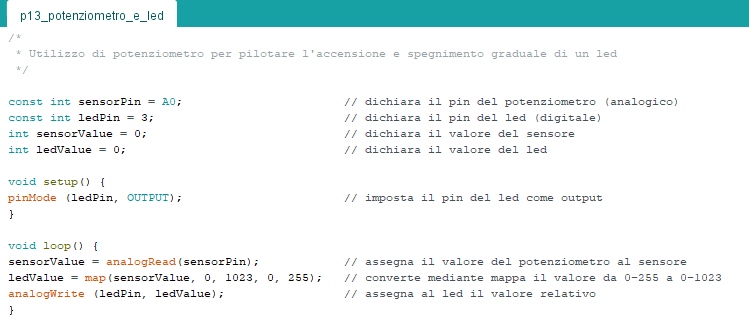 p13_potenziometro_e_led
/*
 * Utilizzo di potenziometro per pilotare l'accensione e spegnimento graduale di un led
 */
const int sensorPin = A0; // dichiara il pin del potenziometro (analogico)
const int ledPin = 3; // dichiara il pin del led (digitale)
int sensorValue = 0; // dichiara il valore del sensore
int ledValue = 0; // dichiara il valore del led
void setup() {
pinMode (ledPin, OUTPUT); // imposta il pin del led come output
}
void loop() {
sensorValue = analogRead(sensorPin); // assegna il valore del potenziometro al sensore
ledValue = map(sensorValue, 0, 1023, 0, 255); // converte mediante mappa il valore da 0-255 a 0-1023
analogWrite (ledPin, ledValue); // assegna al led il valore relativo
}